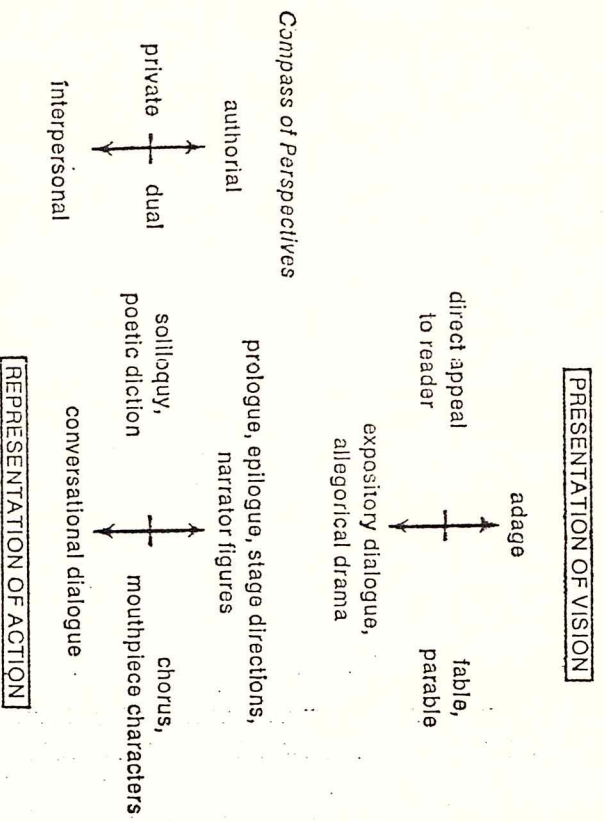 PRESENTATION OF VISION
adage
direct appeal
to reader
fable,
parable
expository dialogue,
allegorical drama
Compass of Perspectives
authorial
private
dual
interpersonal
prologue, epilogue, stage directions,
narrator figures
soliloquy,
poetic diction
chorus,
mouthpiece characters
conversational dialogue
REPRESENTATION OF ACTION